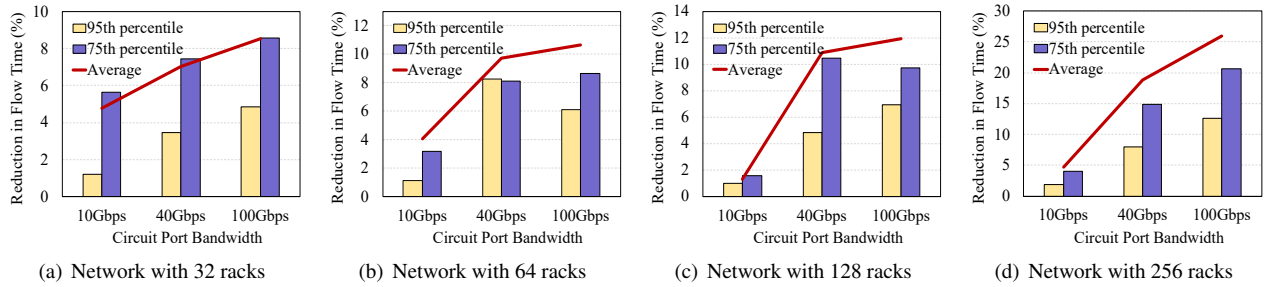 Reduction in Flow Time (%)
10
8
6
4
2
0
95th percentile
75th percentile
Average
10Gbps 40Gbps 100Gbps
Circuit Port Bandwidth
(a) Network with 32 racks
Reduction in Flow Time (%)
12
10
8
6
4
2
0
95th percentile
75th percentile
Average
10Gbps 40Gbps 100Gbps
Circuit Port Bandwidth
(b) Network with 64 racks
Reduction in Flow Time (%)
14
12
10
8
6
4
2
0
95th percentile
75th percentile
Average
10Gbps 40Gbps 100Gbps
Circuit Port Bandwidth
(c) Network with 128 racks
Reduction in Flow Time (%)
30
25
20
15
10
5
0
95th percentile
75th percentile
Average
10Gbps 40Gbps 100Gbps
Circuit Port Bandwidth
(d) Network with 256 racks